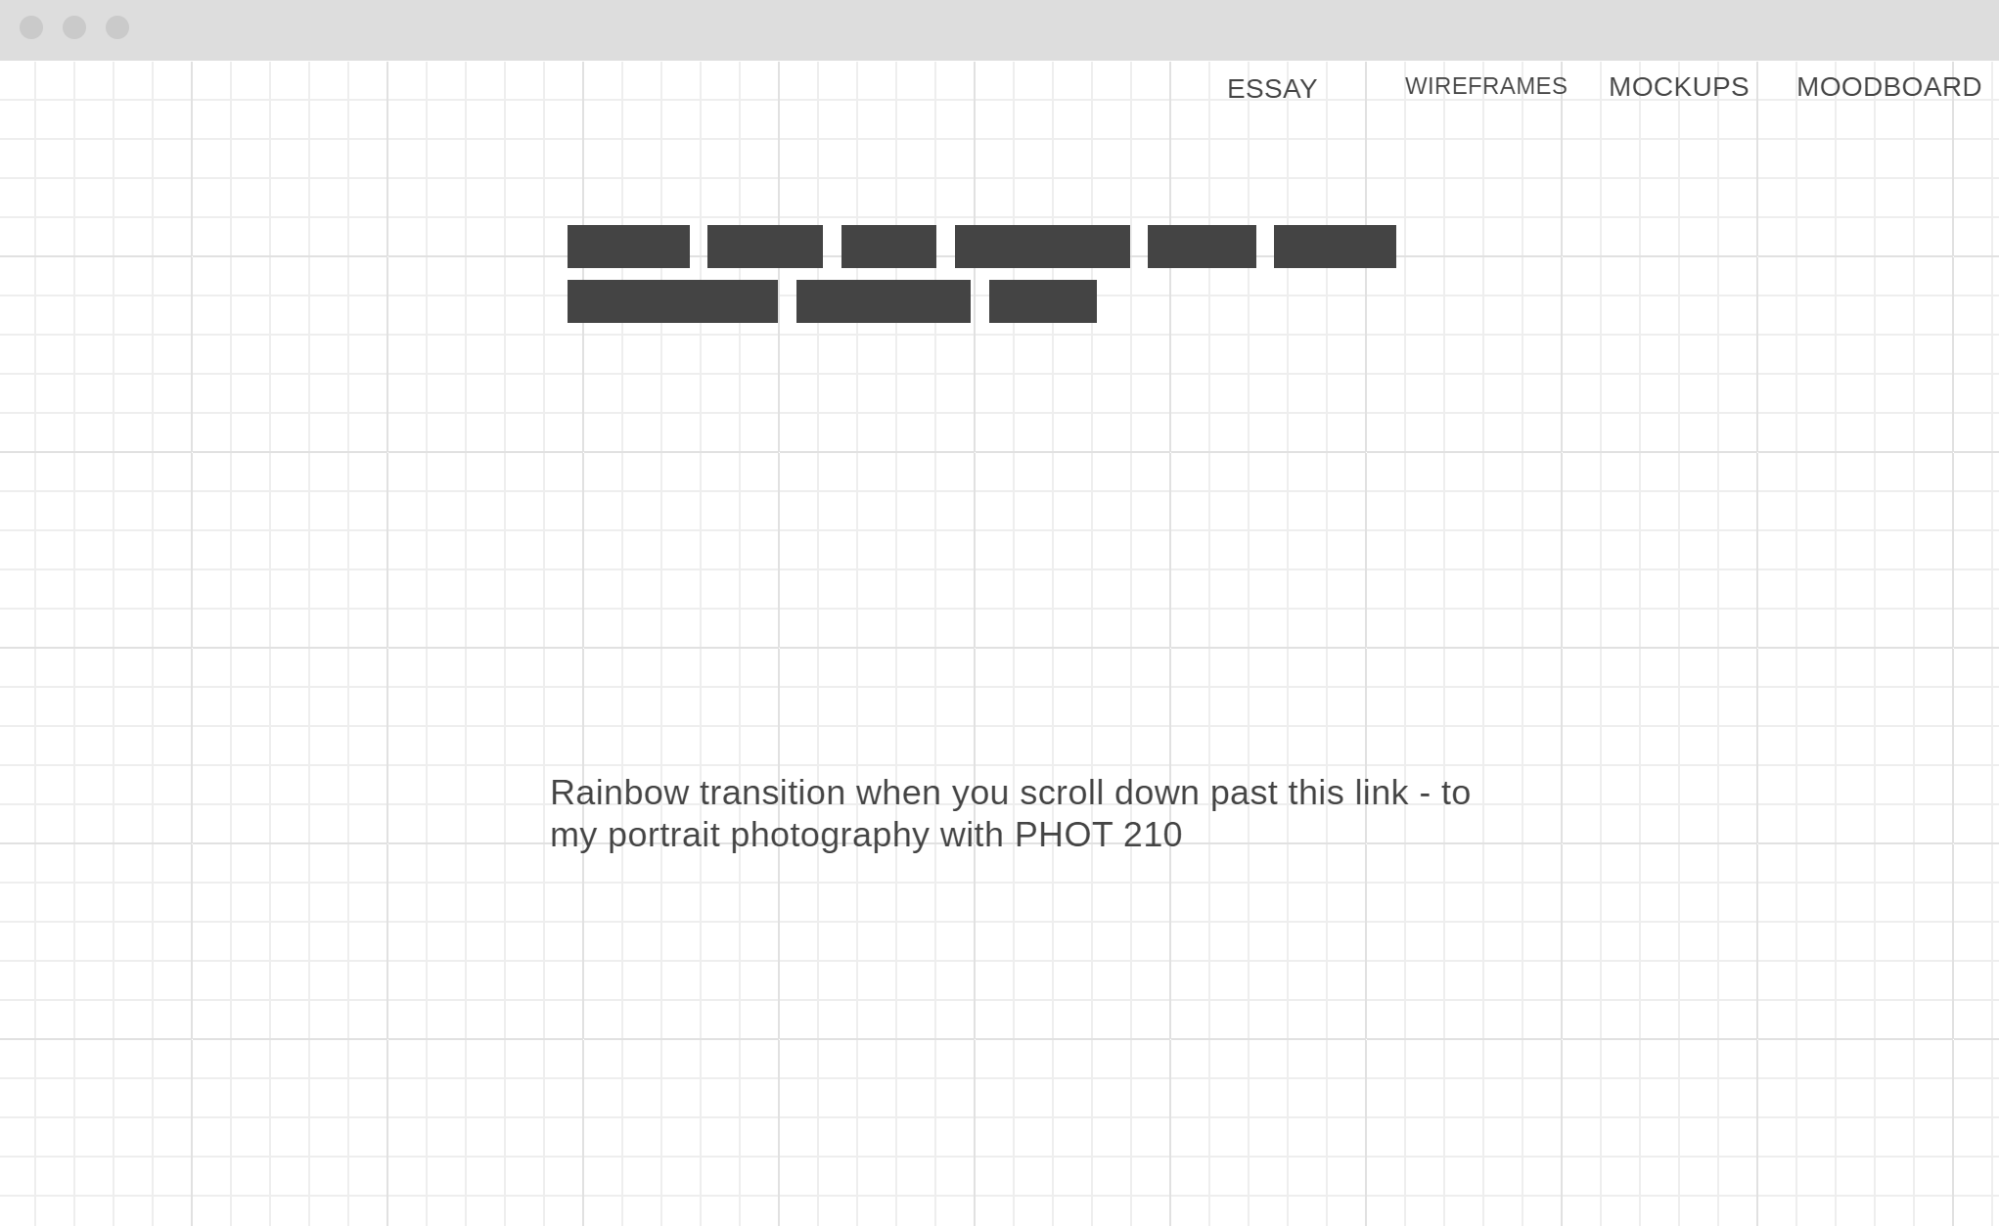 ESSAY WIREFRAMES MOCKUPS MOODBOARD
Rainbow transition when you scroll down past this link - to
my portrait photography with PHOT 210